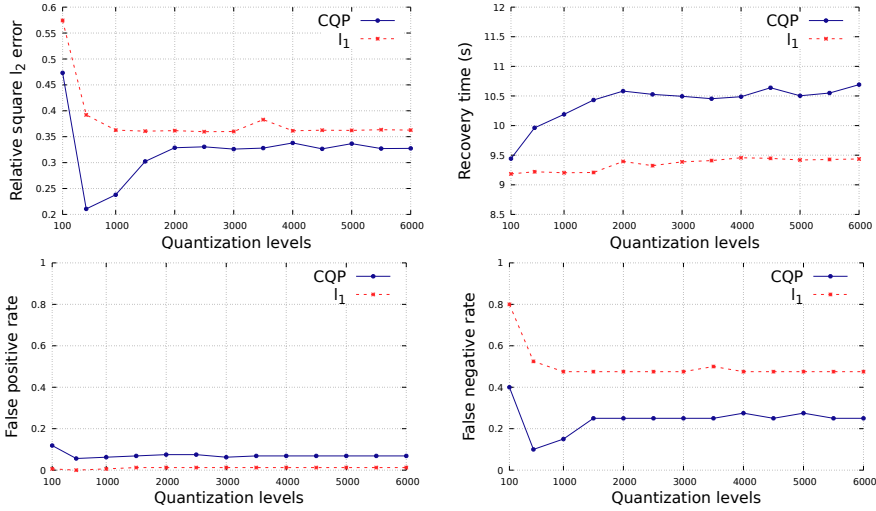 Relative square l2 error
0.6
0.55
0.5
0.45
0.4
0.35
0.3
0.25
0.2
100 1000 2000 3000 4000 5000 6000
Quantization levels
CQP
l1
Recovery time (s)
12
11.5
11
10.5
10
9.5
9
8.5
100 1000 2000 3000 4000 5000 6000
Quantization levels
CQP
l1
False positive rate
1
0.8
0.6
0.4
0.2
0
100 1000 2000 3000 4000 5000 6000
Quantization levels
CQP
l1
False negative rate
1
0.8
0.6
0.4
0.2
0
100 1000 2000 3000 4000 5000 6000
Quantization levels
CQP
l1